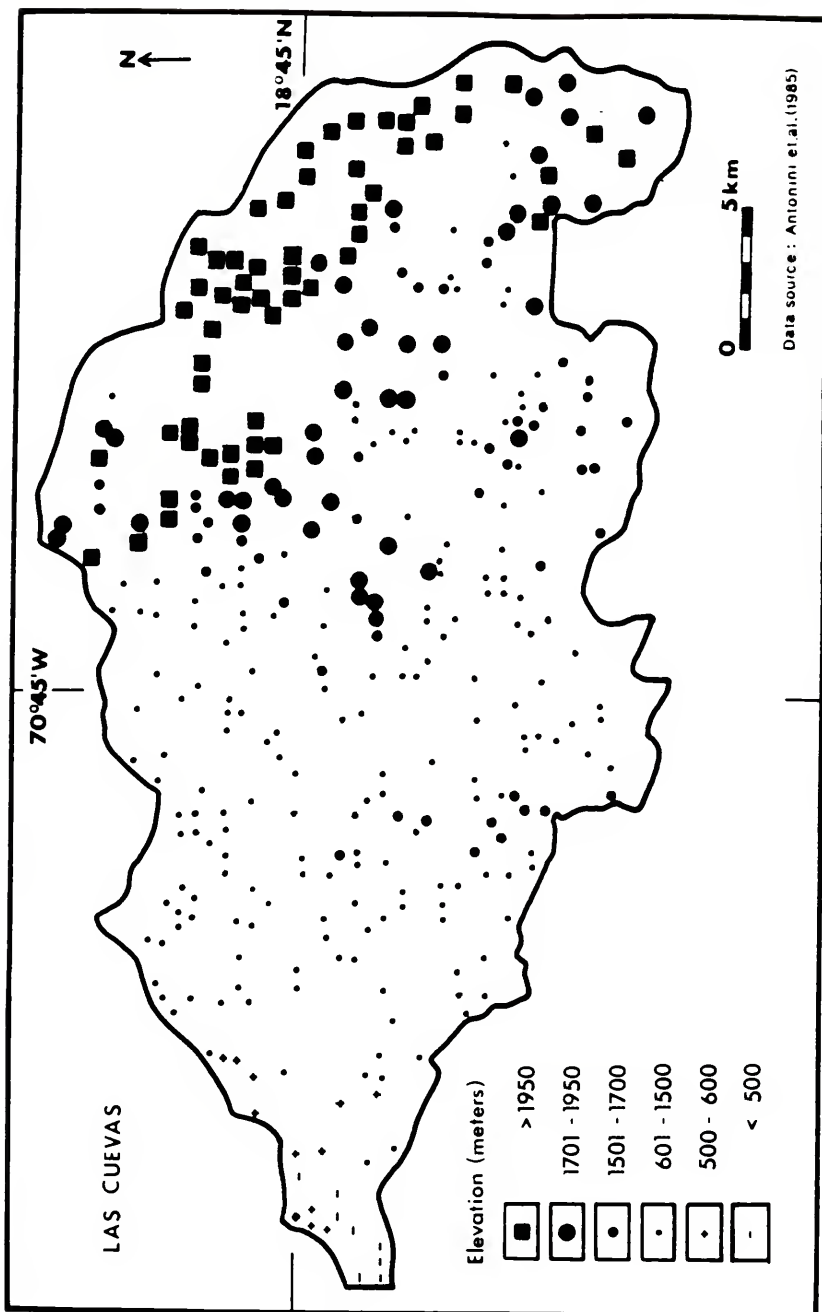 LAS CUEVAS
70°45'W
N
18°45'N
Elevation (meters)
>1950
1701 - 1950
1501 - 1700
601 - 1500
500 - 600
< 500
0 5km
Data source: Antonini et.al.(1985)